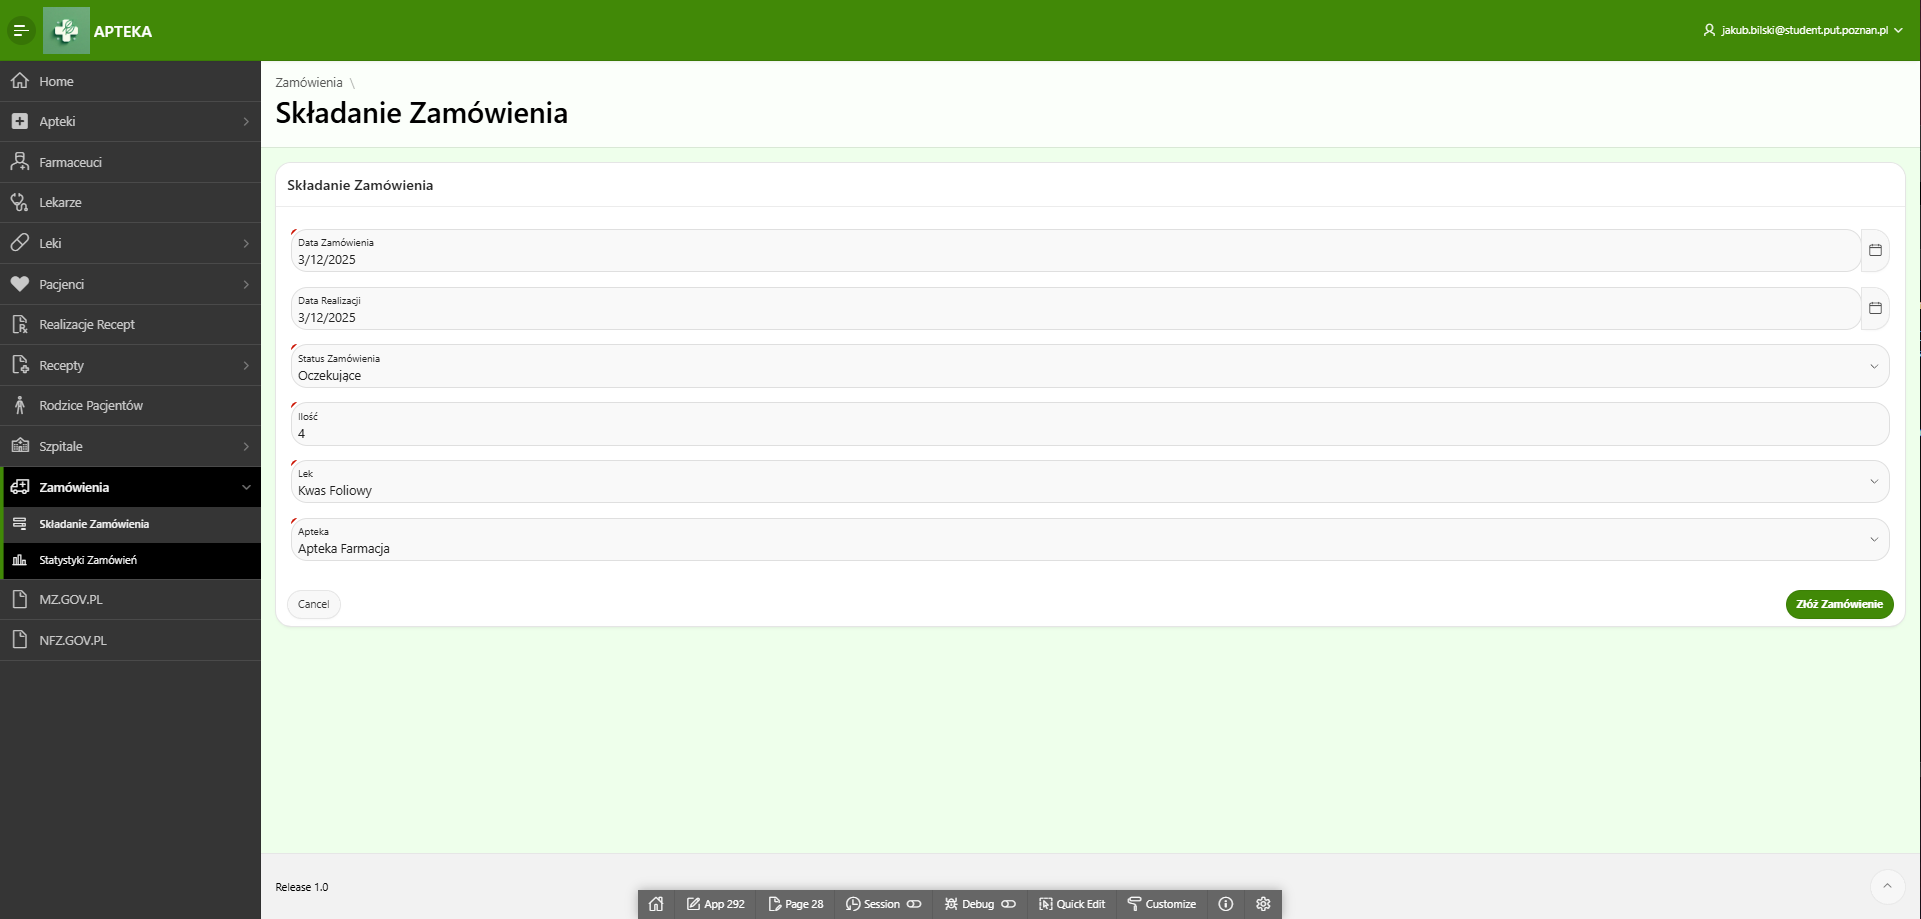 APTEKA
jakub.bilski@student.put.poznan.pl
Home
Apteki
Farmaceuci
Lekarze
Leki
Pacjenci
Realizacje Recept
Recepty
Rodzice Pacjentów
Szpitale
Zamówienia
Składanie Zamówienia
Statystyki Zamówień
MZ.GOV.PL
NFZ.GOV.PL
Zamówienia \
Składanie Zamówienia
Składanie Zamówienia
Data Zamówienia
3/12/2025
Data Realizacji
3/12/2025
Status Zamówienia
Oczekujące
Ilość
4
Lek
Kwas Foliowy
Apteka
Apteka Farmacja
Cancel
Złóż Zamówienie
Release 1.0
App 292 Page 28 Session Debug Quick Edit Customize